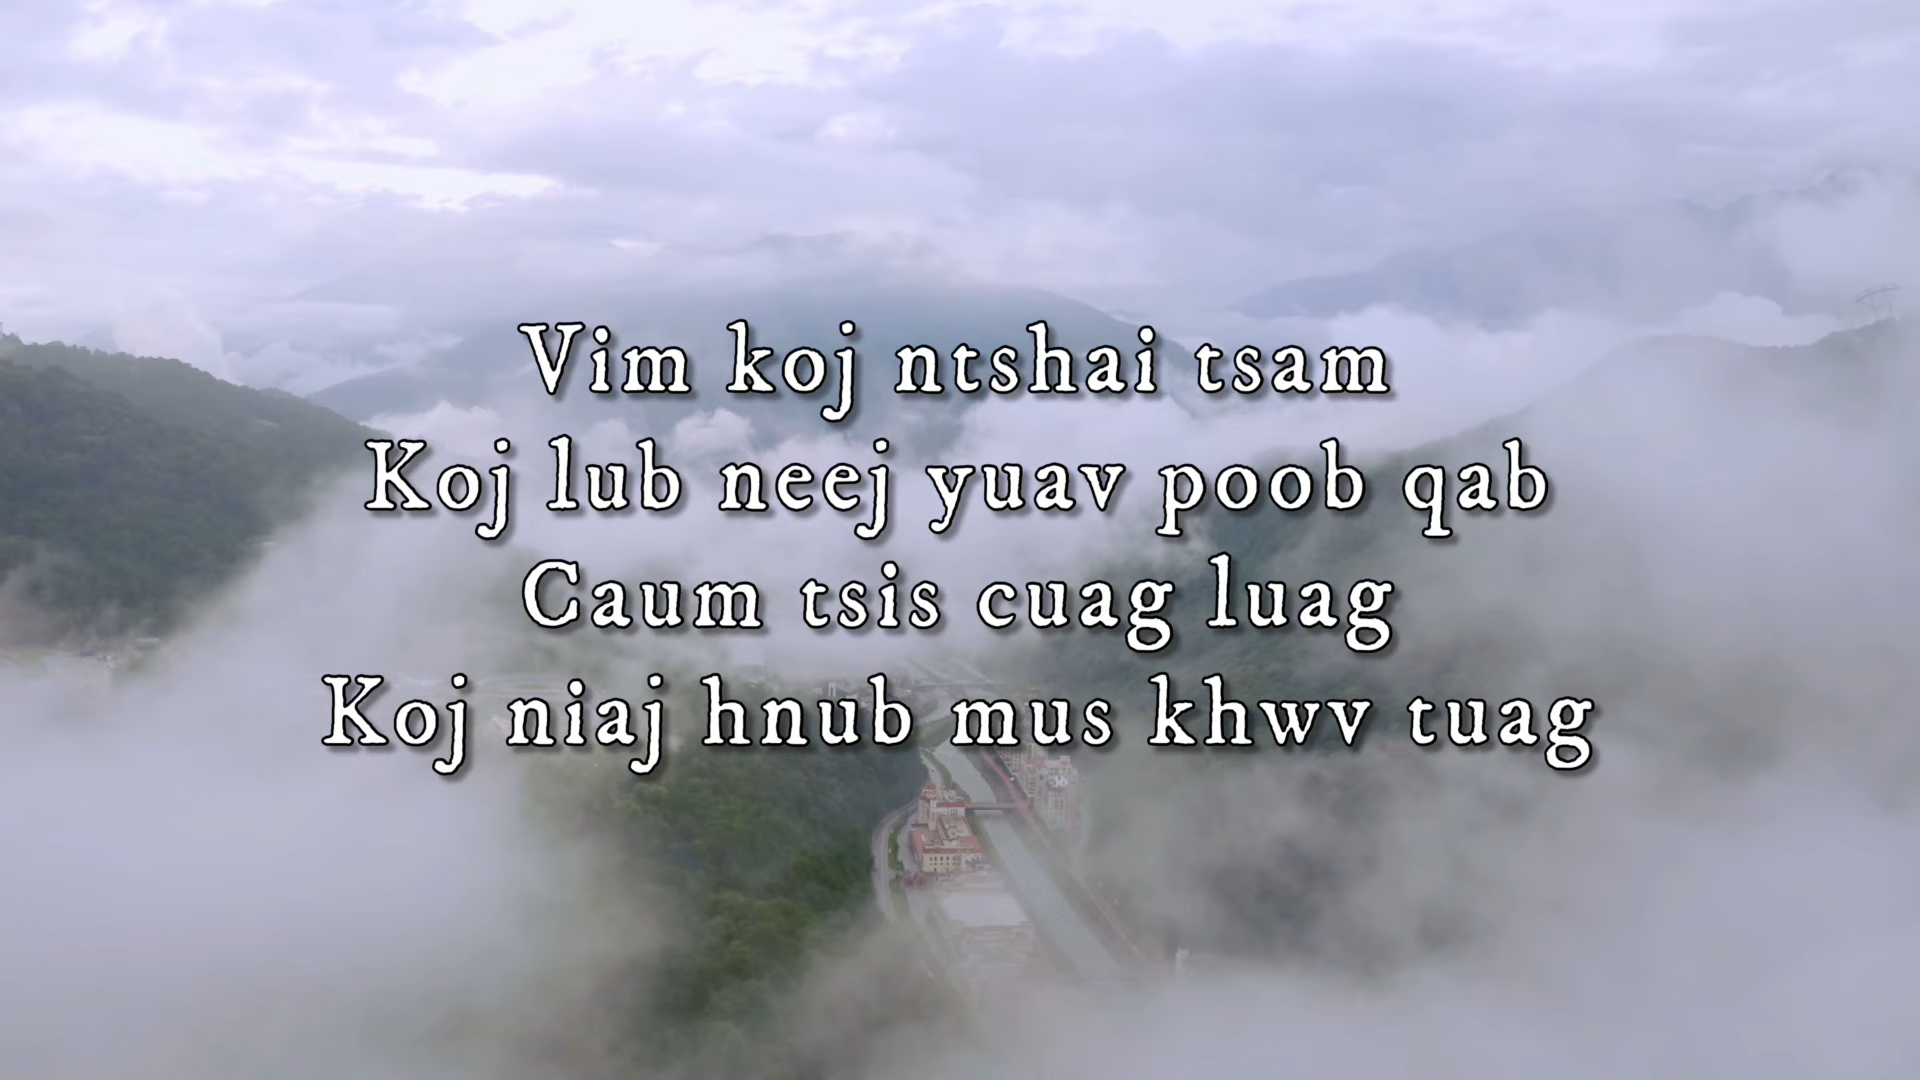 Vim koj ntshai tsam
Koj lub neej yuav poob qab
Caum tsis cuag luag
Koj niaj hnub mus khwv tuag